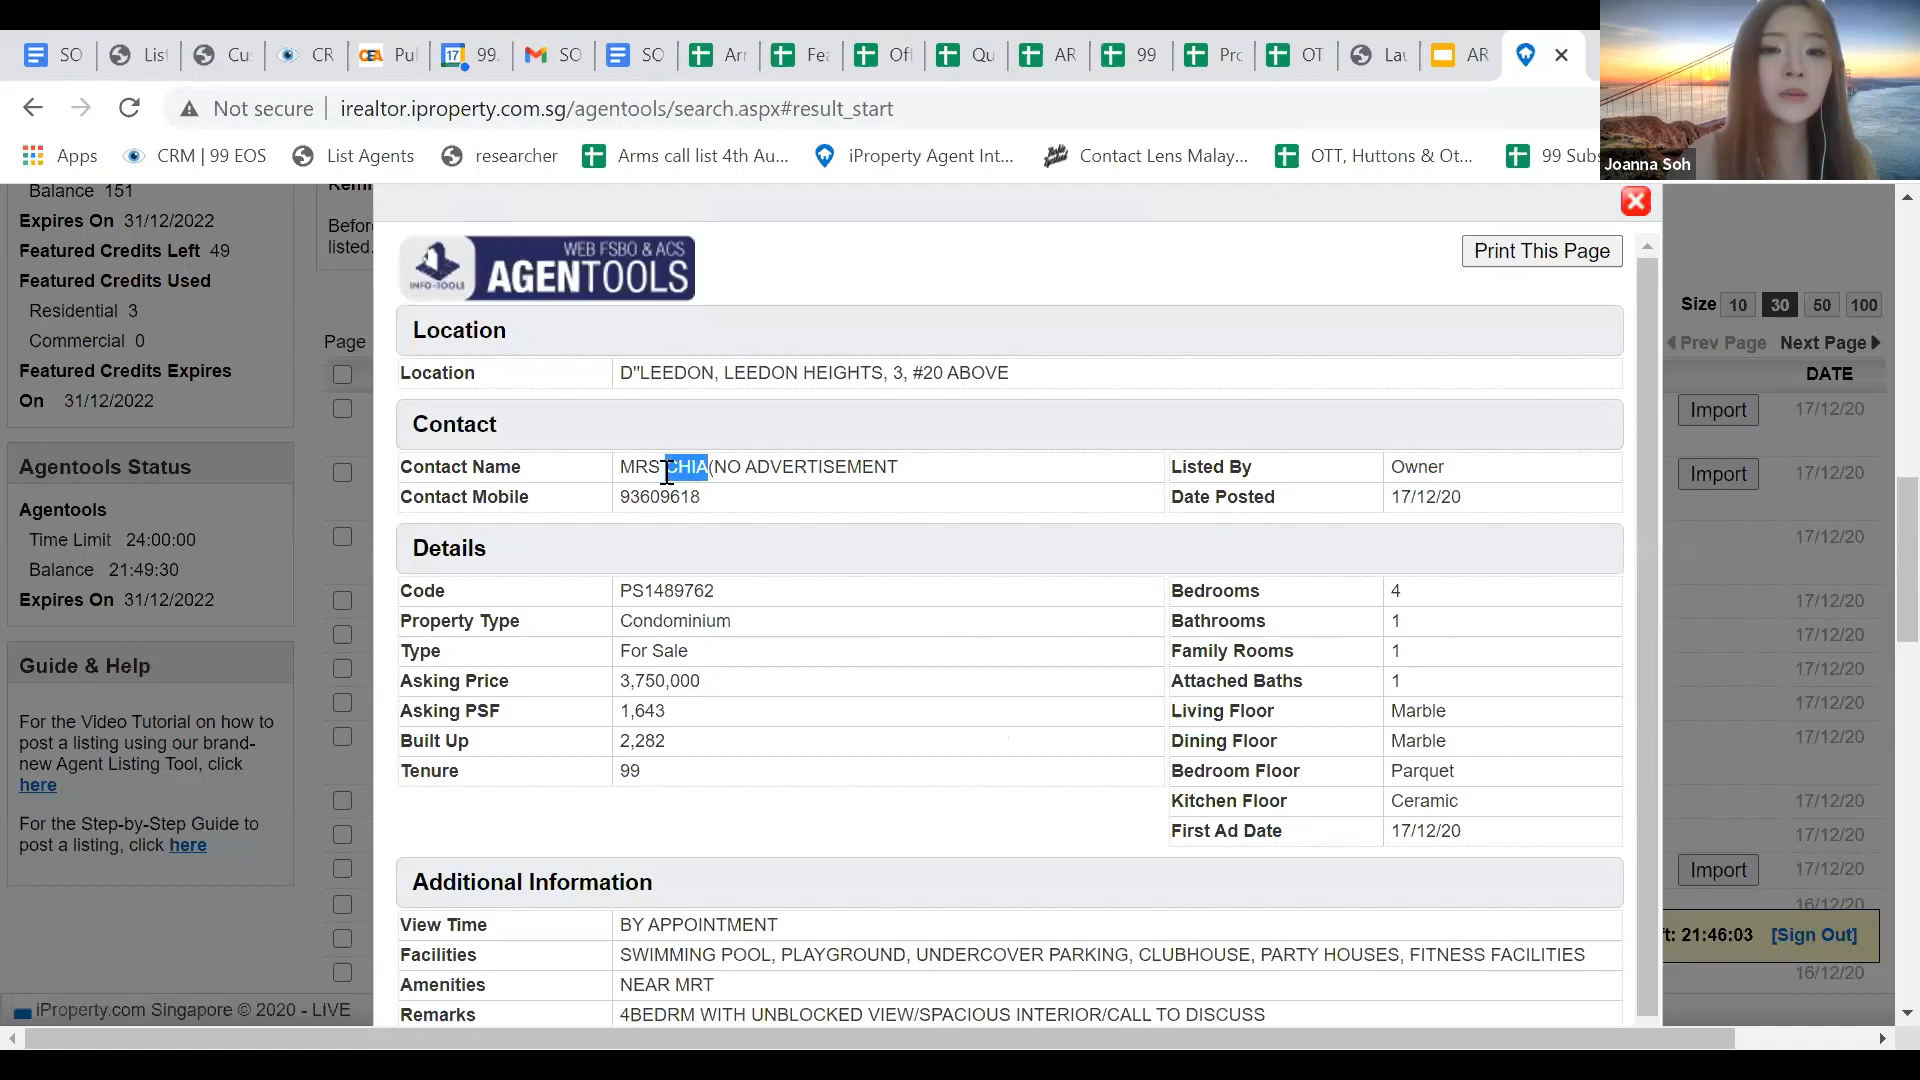 SO
List
Cu
CR
CEA Pul
17 99.
SO
SO
Arr
Fea
Off
Qu
AR
99
Pro
OT
Lau
AR
Not secure
irealtor.iproperty.com.sg/agentools/search.aspx#result_start
Apps
CRM | 99 EOS
List Agents
researcher
Arms call list 4th Au...
iProperty Agent Int...
Contact Lens Malay...
OTT, Huttons & Ot...
99 Subs
Joanna Soh
Balance 151
Expires On 31/12/2022
Featured Credits Left 49
Featured Credits Used
Residential 3
Commercial 0
Featured Credits Expires
On 31/12/2022
Agentools Status
Agentools
Time Limit 24:00:00
Balance 21:49:30
Expires On 31/12/2022
Guide & Help
For the Video Tutorial on how to
post a listing using our brand-
new Agent Listing Tool, click
here
For the Step-by-Step Guide to
post a listing, click here
iProperty.com Singapore © 2020 - LIVE
Befor
listed.
Page
INFO-TOOLS
WEB FSBO & ACS
AGENTOOLS
Print This Page
Location
Location D"LEEDON, LEEDON HEIGHTS, 3, #20 ABOVE
Contact
Contact Name MRS CHIA(NO ADVERTISEMENT Listed By Owner
Contact Mobile 93609618 Date Posted 17/12/20
Details
Code PS1489762 Bedrooms 4
Property Type Condominium Bathrooms 1
Type For Sale Family Rooms 1
Asking Price 3,750,000 Attached Baths 1
Asking PSF 1,643 Living Floor Marble
Built Up 2,282 Dining Floor Marble
Tenure 99 Bedroom Floor Parquet
Kitchen Floor Ceramic
First Ad Date 17/12/20
Additional Information
View Time BY APPOINTMENT
Facilities SWIMMING POOL, PLAYGROUND, UNDERCOVER PARKING, CLUBHOUSE, PARTY HOUSES, FITNESS FACILITIES
Amenities NEAR MRT
Remarks 4BEDRM WITH UNBLOCKED VIEW/SPACIOUS INTERIOR/CALL TO DISCUSS
Size 10 30 50 100
Prev Page Next Page
DATE
Import 17/12/20
Import 17/12/20
17/12/20
17/12/20
17/12/20
17/12/20
17/12/20
17/12/20
17/12/20
17/12/20
Import 17/12/20
16/12/20
ft: 21:46:03 [Sign Out]
16/12/20